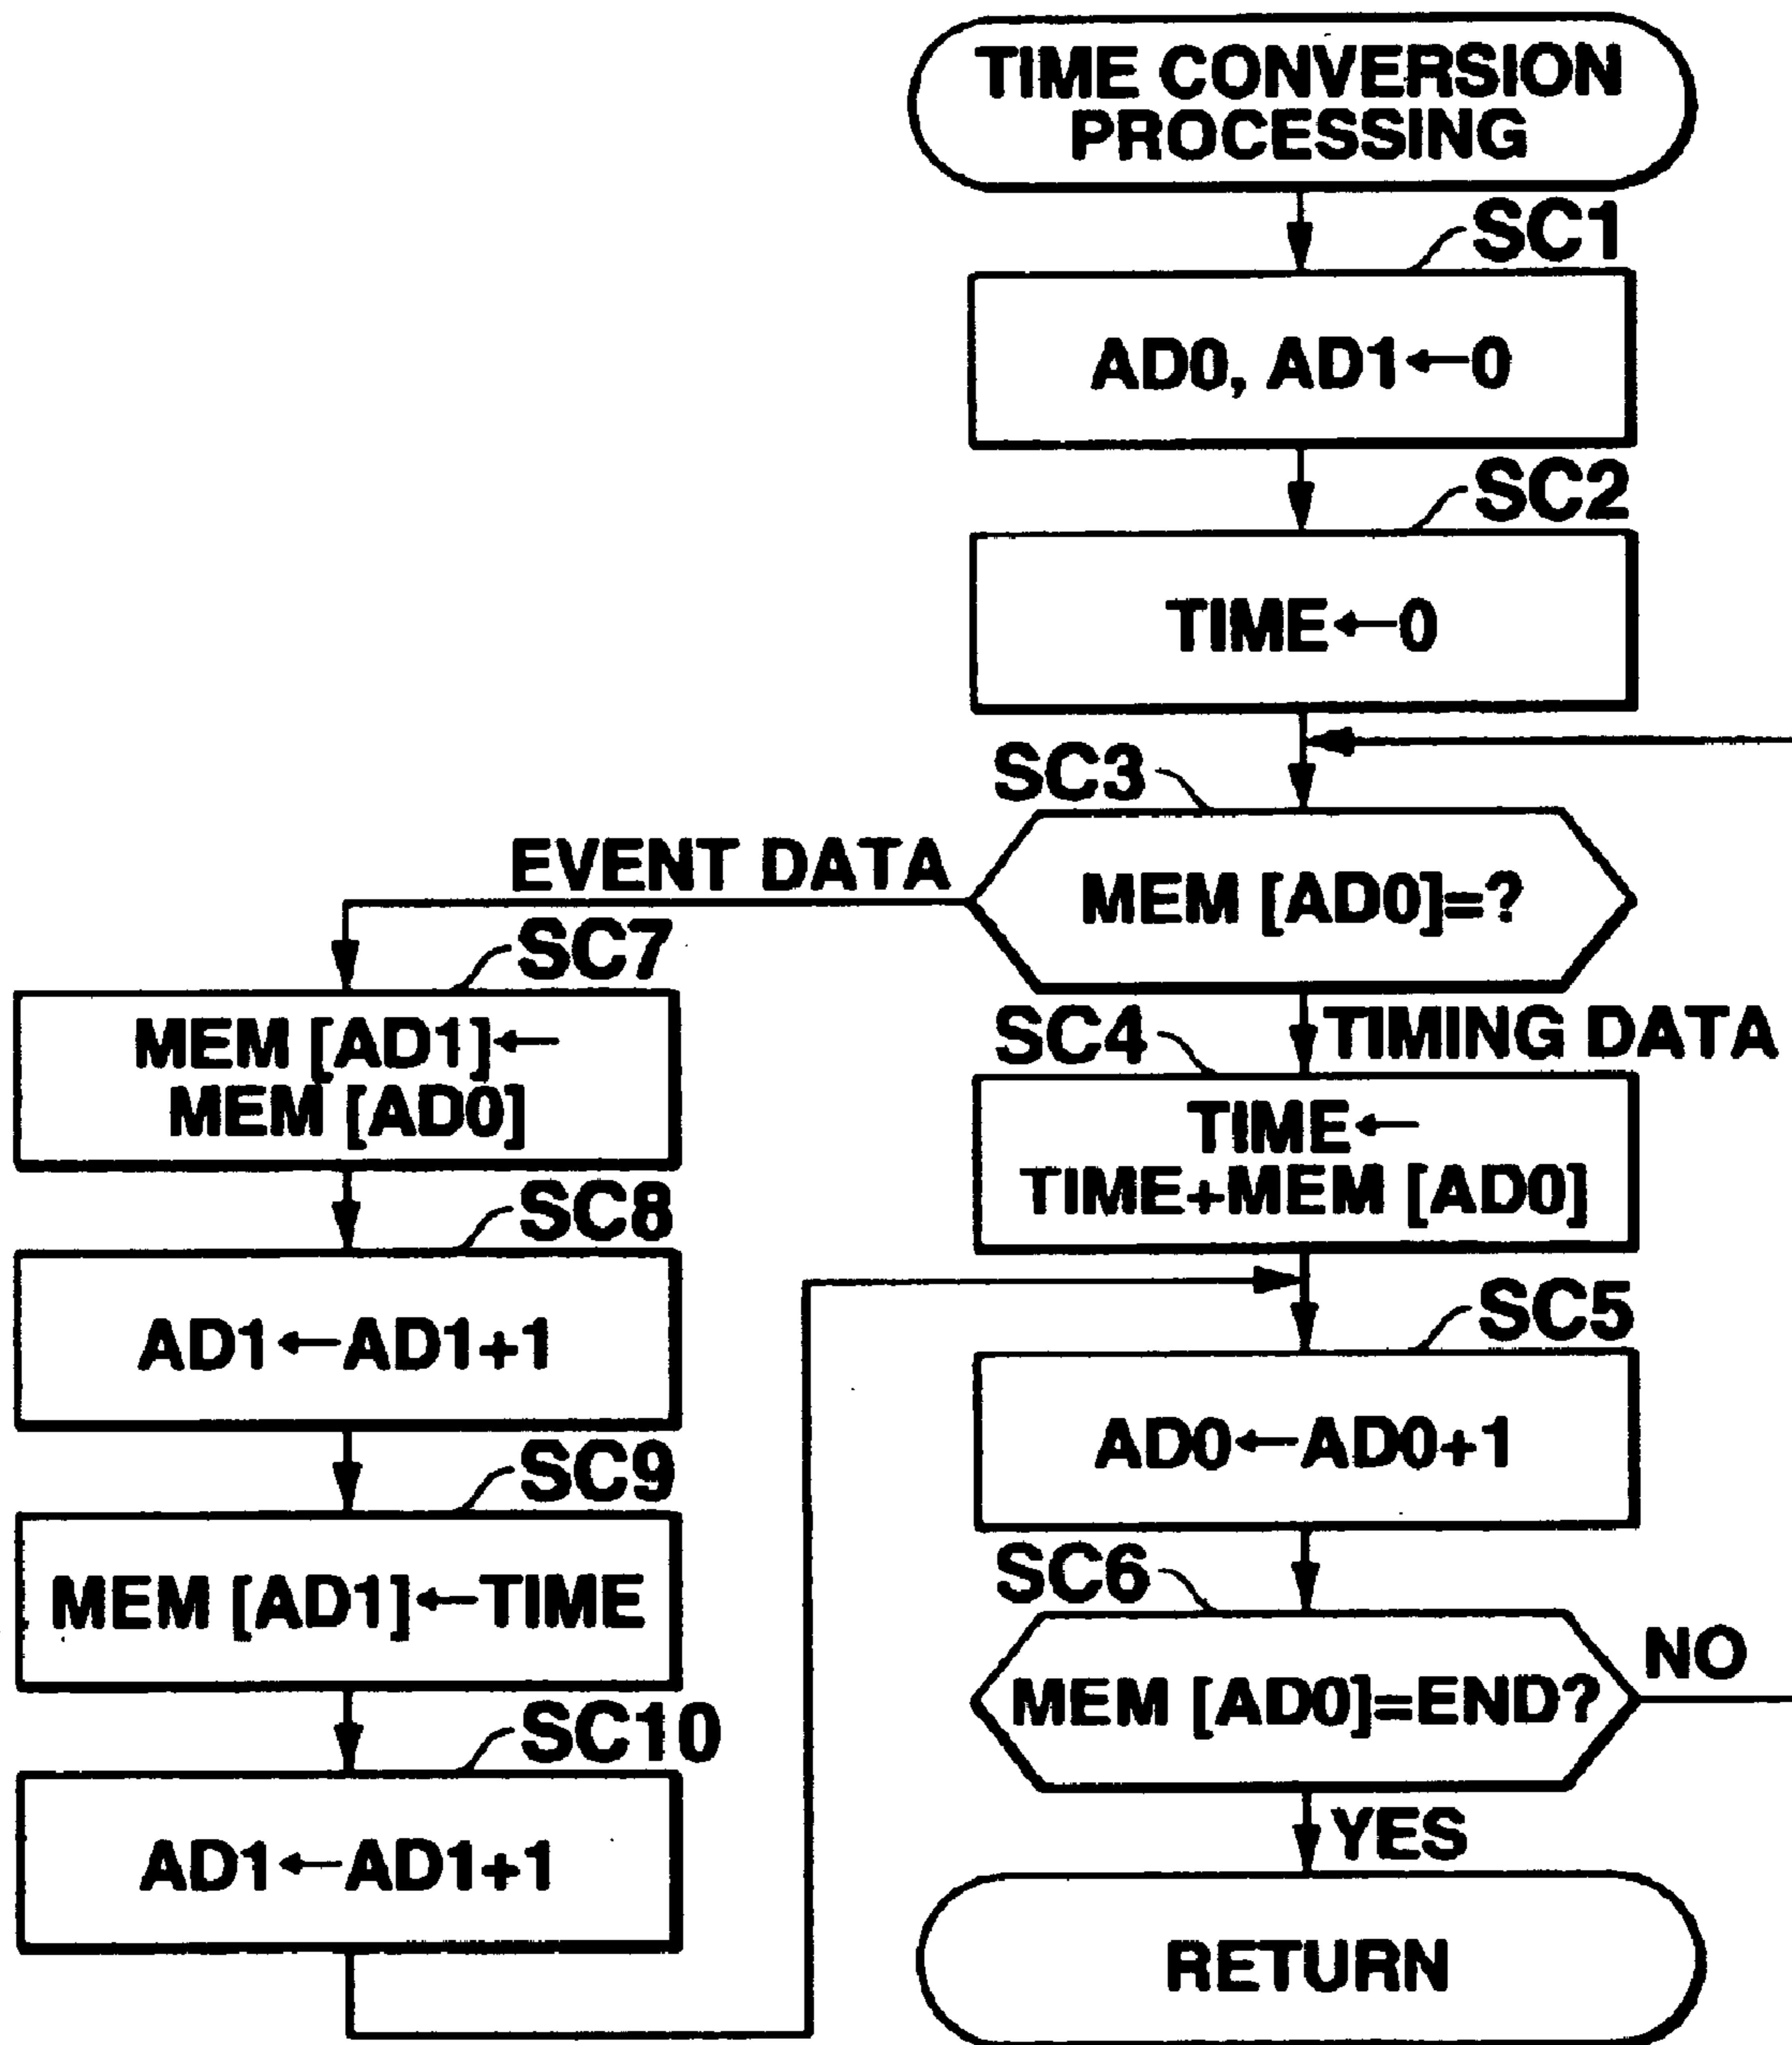 TIME CONVERSION
PROCESSING
SC1
AD0, AD1←0
SC2
TIME←0
SC3
MEM [AD0]=?
EVENT DATA
TIMING DATA
SC4
TIME←
TIME+MEM [AD0]
SC5
AD0←AD0+1
SC6
MEM [AD0]=END?
NO
YES
RETURN
SC7
MEM [AD1]←
MEM [AD0]
SC8
AD1←AD1+1
SC9
MEM [AD1]←TIME
SC10
AD1←AD1+1